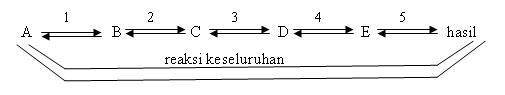 1 2 3 4 5
A B C D E hasil
reaksi keseluruhan